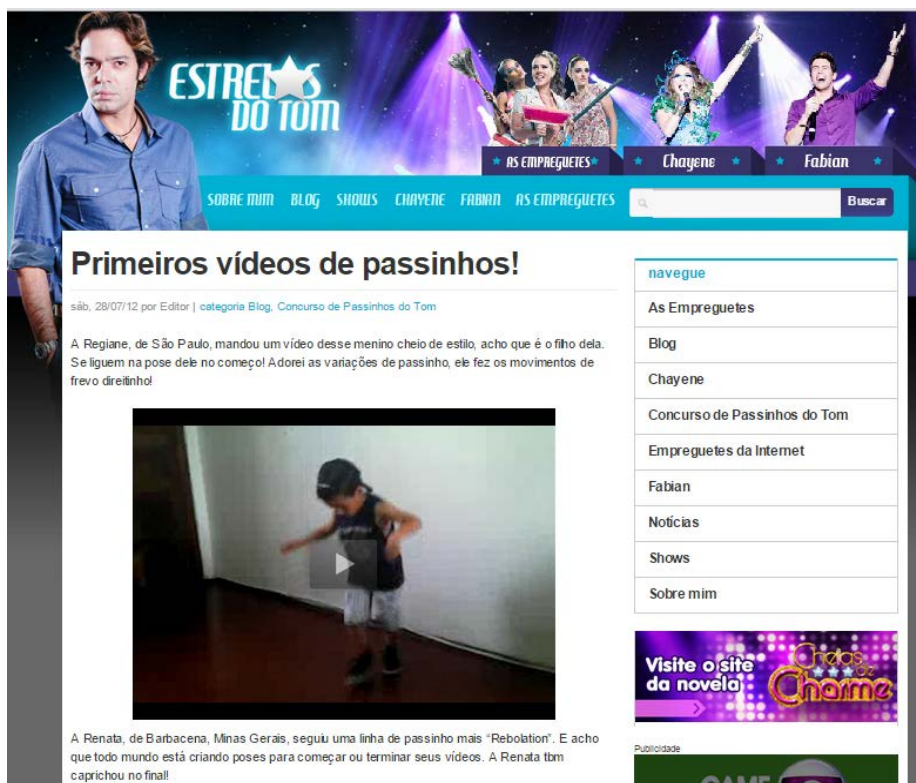 ESTRELAS
DO TOM
★ AS EMPREGUETES ★
★ Chayene ★
★ Fabian ★
SOBRE MIM BLOG SHOWS CHAYENE FABIAN AS EMPREGUETES
Buscar
Primeiros vídeos de passinhos!
sáb, 28/07/12 por Editor | categoria Blog, Concurso de Passinhos do Tom
A Regiane, de São Paulo, mandou um vídeo desse menino cheio de estilo, acho que é o filho dela.
Se liguem na pose dele no começo! Adorei as variações de passinho, ele fez os movimentos de
frevo direitinho!
A Renata, de Barbacena, Minas Gerais, seguiu uma linha de passinho mais “Rebolation”. E acho
que todo mundo está criando poses para começar ou terminar seus vídeos. A Renata tbm
caprichou no final!
navegue
As Empreguetes
Blog
Chayene
Concurso de Passinhos do Tom
Empreguetes da Internet
Fabian
Notícias
Shows
Sobre mim
Visite o site
da novela
Cheias
de
Charme
Publicidade
GAME